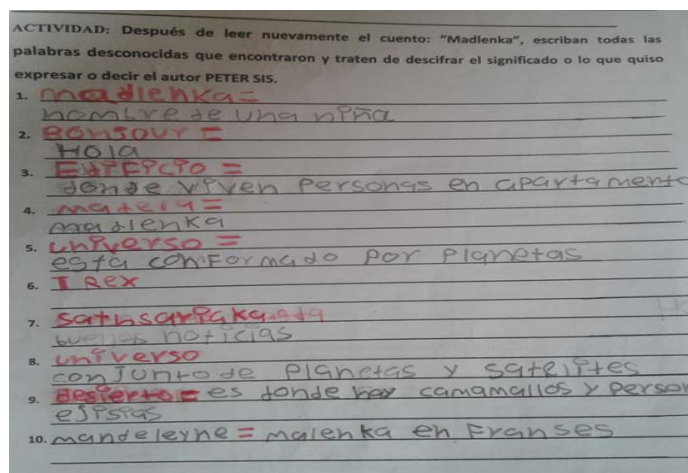 ACTIVIDAD: Después de leer nuevamente el cuento: “Madlenka”, escriban todas las
palabras desconocidas que encontraron y traten de descifrar el significado o lo que quiso
expresar o decir el autor PETER SIS.
1. madlenka =
nombre de una niña
2. BONJOUr =
HOla
3. EdiFicio =
donde viven personas en apartamento
4. =
madlenka
5. universo =
esta conFormado por Planetas
6. T Rex
7.
buenas noticias
8. universo
conJunto de Planetas y satelites
9. desierto = es donde hay camamallos y person
eJipsias
10. mandeleyne = malenka en Franses